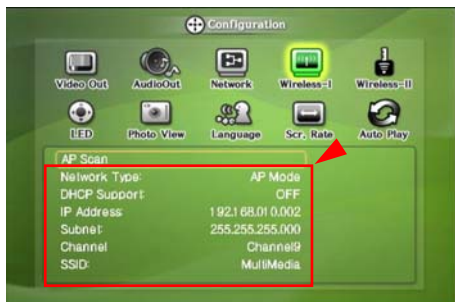 Configuration
Video Out AudioOut Network Wireless-I Wireless-II
LED Photo View Language Scr. Rate Auto Play
AP Scan
Network Type: AP Mode
DHCP Support: OFF
IP Address: 192.168.010.002
Subnet: 255.255.255.000
Channel Channel9
SSID: MultiMedia